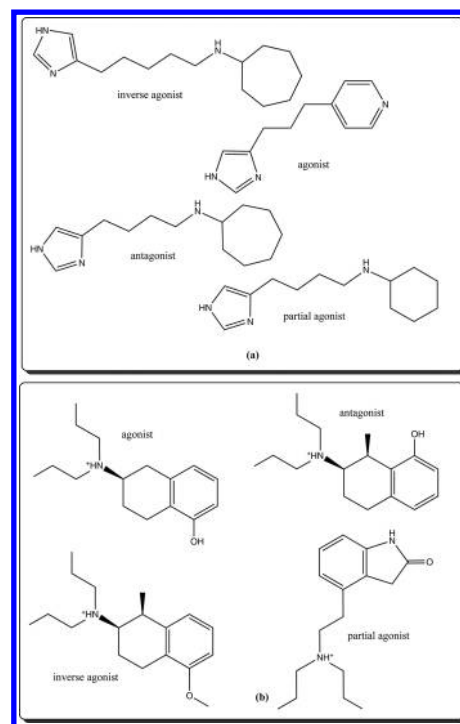 HN
N
H
N
inverse agonist
N
agonist
HN
N
H
N
HN
N
antagonist
H
N
HN
N
partial agonist
(a)
agonist
+HN
OH
antagonist
OH
+HN
H
N
O
+HN
partial agonist
O
NH+
inverse agonist
(b)